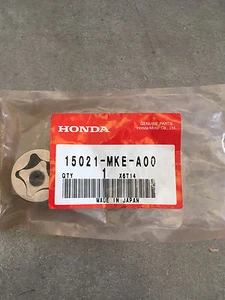 HONDA
GENUINE PARTS
Honda Motor Co., Ltd.
15021-MKE-A00
QTY 1 X6T14
MADE IN JAPAN